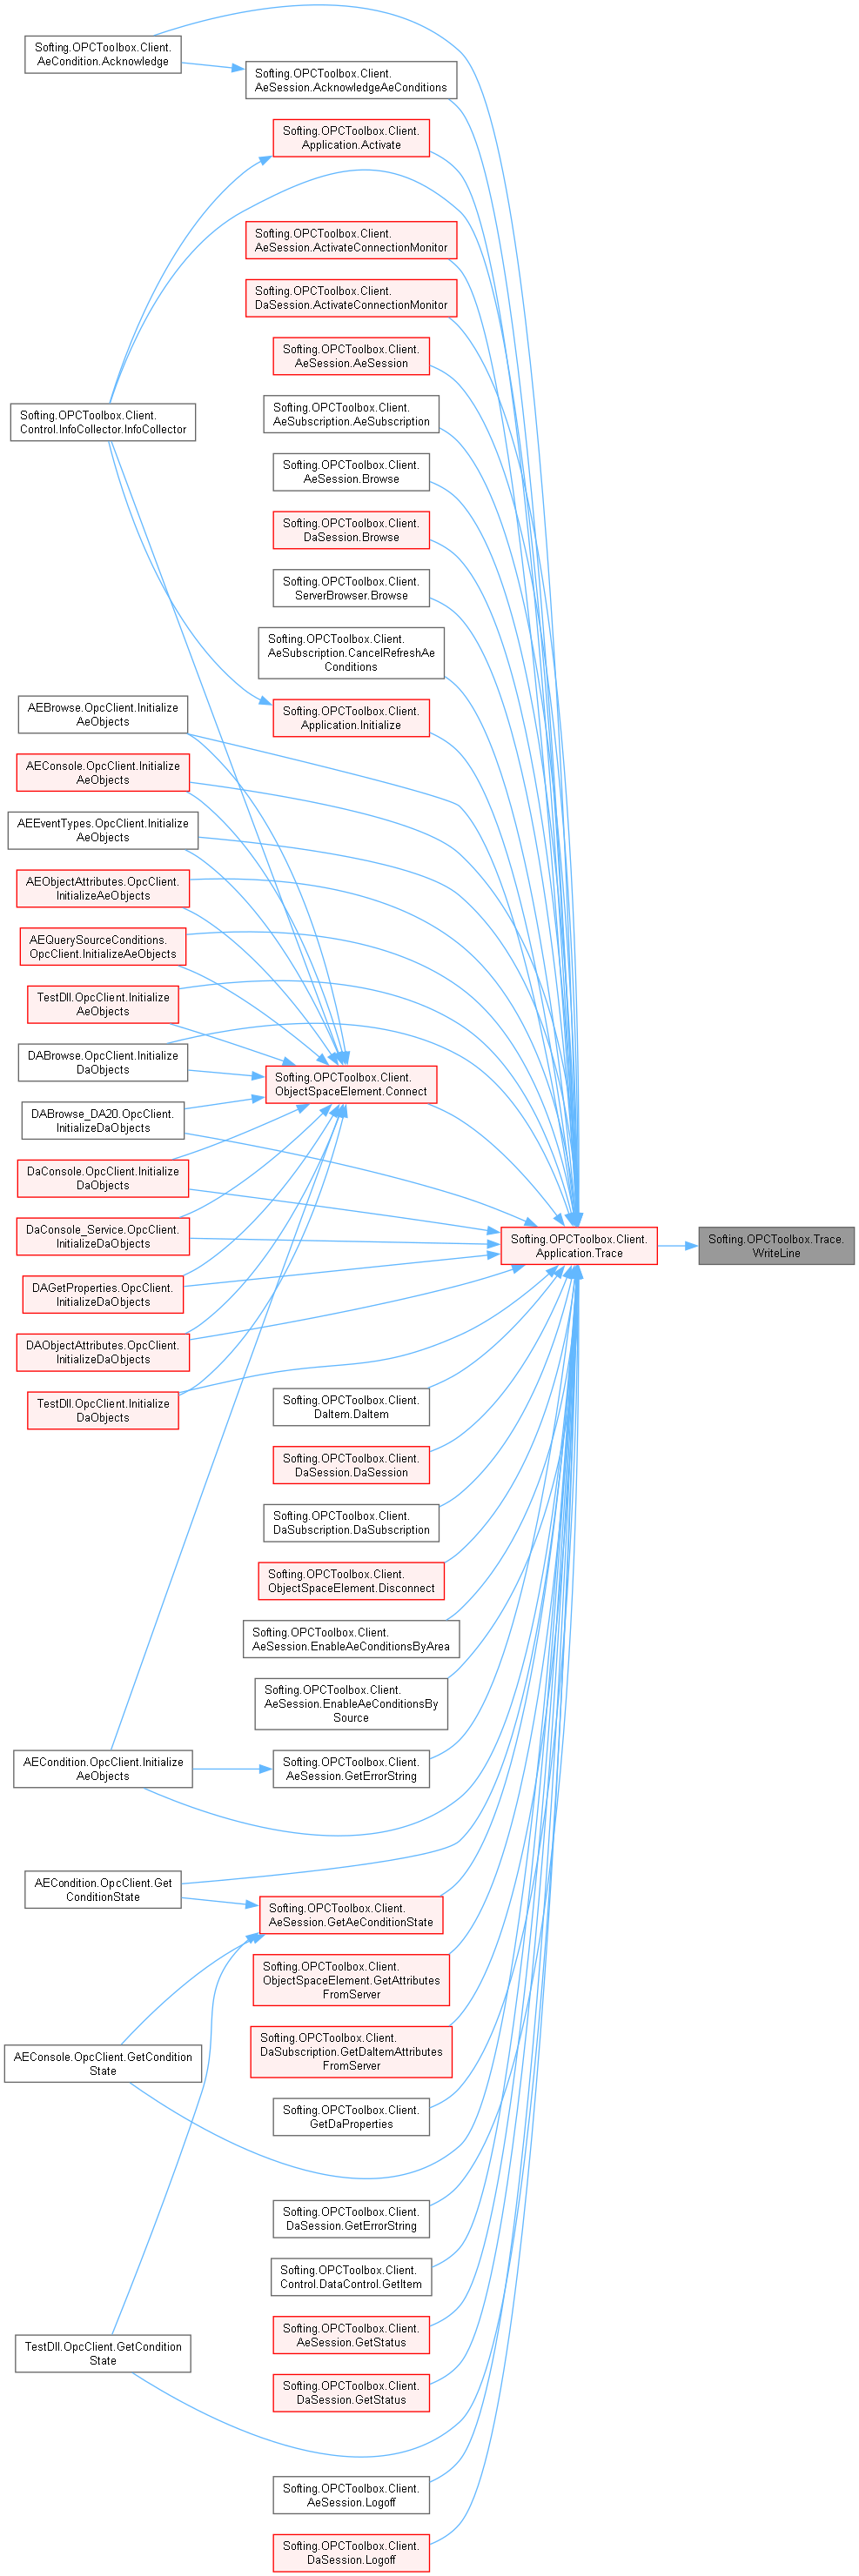 Softing.OPCToolbox.Client.
AeCondition.Acknowledge
Softing.OPCToolbox.Client.
AeSession.AcknowledgeAeConditions
Softing.OPCToolbox.Client.
Application.Activate
Softing.OPCToolbox.Client.
AeSession.ActivateConnectionMonitor
Softing.OPCToolbox.Client.
DaSession.ActivateConnectionMonitor
Softing.OPCToolbox.Client.
AeSession.AeSession
Softing.OPCToolbox.Client.
AeSubscription.AeSubscription
Softing.OPCToolbox.Client.
Control.InfoCollector.InfoCollector
Softing.OPCToolbox.Client.
AeSession.Browse
Softing.OPCToolbox.Client.
DaSession.Browse
Softing.OPCToolbox.Client.
ServerBrowser.Browse
Softing.OPCToolbox.Client.
AeSubscription.CancelRefreshAe
Conditions
Softing.OPCToolbox.Client.
Application.Initialize
AEBrowse.OpcClient.Initialize
AeObjects
AEConsole.OpcClient.Initialize
AeObjects
AEEventTypes.OpcClient.Initialize
AeObjects
AEObjectAttributes.OpcClient.
InitializeAeObjects
AEQuerySourceConditions.
OpcClient.InitializeAeObjects
TestDll.OpcClient.Initialize
AeObjects
DABrowse.OpcClient.Initialize
DaObjects
Softing.OPCToolbox.Client.
ObjectSpaceElement.Connect
DABrowse_DA20.OpcClient.
InitializeDaObjects
DaConsole.OpcClient.Initialize
DaObjects
DaConsole_Service.OpcClient.
InitializeDaObjects
Softing.OPCToolbox.Client.
Application.Trace
Softing.OPCToolbox.Trace.
WriteLine
DAGetProperties.OpcClient.
InitializeDaObjects
DAObjectAttributes.OpcClient.
InitializeDaObjects
TestDll.OpcClient.Initialize
DaObjects
Softing.OPCToolbox.Client.
DaItem.DaItem
Softing.OPCToolbox.Client.
DaSession.DaSession
Softing.OPCToolbox.Client.
DaSubscription.DaSubscription
Softing.OPCToolbox.Client.
ObjectSpaceElement.Disconnect
Softing.OPCToolbox.Client.
AeSession.EnableAeConditionsByArea
Softing.OPCToolbox.Client.
AeSession.EnableAeConditionsBy
Source
AECondition.OpcClient.Initialize
AeObjects
Softing.OPCToolbox.Client.
AeSession.GetErrorString
AECondition.OpcClient.Get
ConditionState
Softing.OPCToolbox.Client.
AeSession.GetAeConditionState
Softing.OPCToolbox.Client.
ObjectSpaceElement.GetAttributes
FromServer
Softing.OPCToolbox.Client.
DaSubscription.GetDaItemAttributes
FromServer
AEConsole.OpcClient.GetCondition
State
Softing.OPCToolbox.Client.
GetDaProperties
Softing.OPCToolbox.Client.
DaSession.GetErrorString
Softing.OPCToolbox.Client.
Control.DataControl.GetItem
Softing.OPCToolbox.Client.
AeSession.GetStatus
TestDll.OpcClient.GetCondition
State
Softing.OPCToolbox.Client.
DaSession.GetStatus
Softing.OPCToolbox.Client.
AeSession.Logoff
Softing.OPCToolbox.Client.
DaSession.Logoff